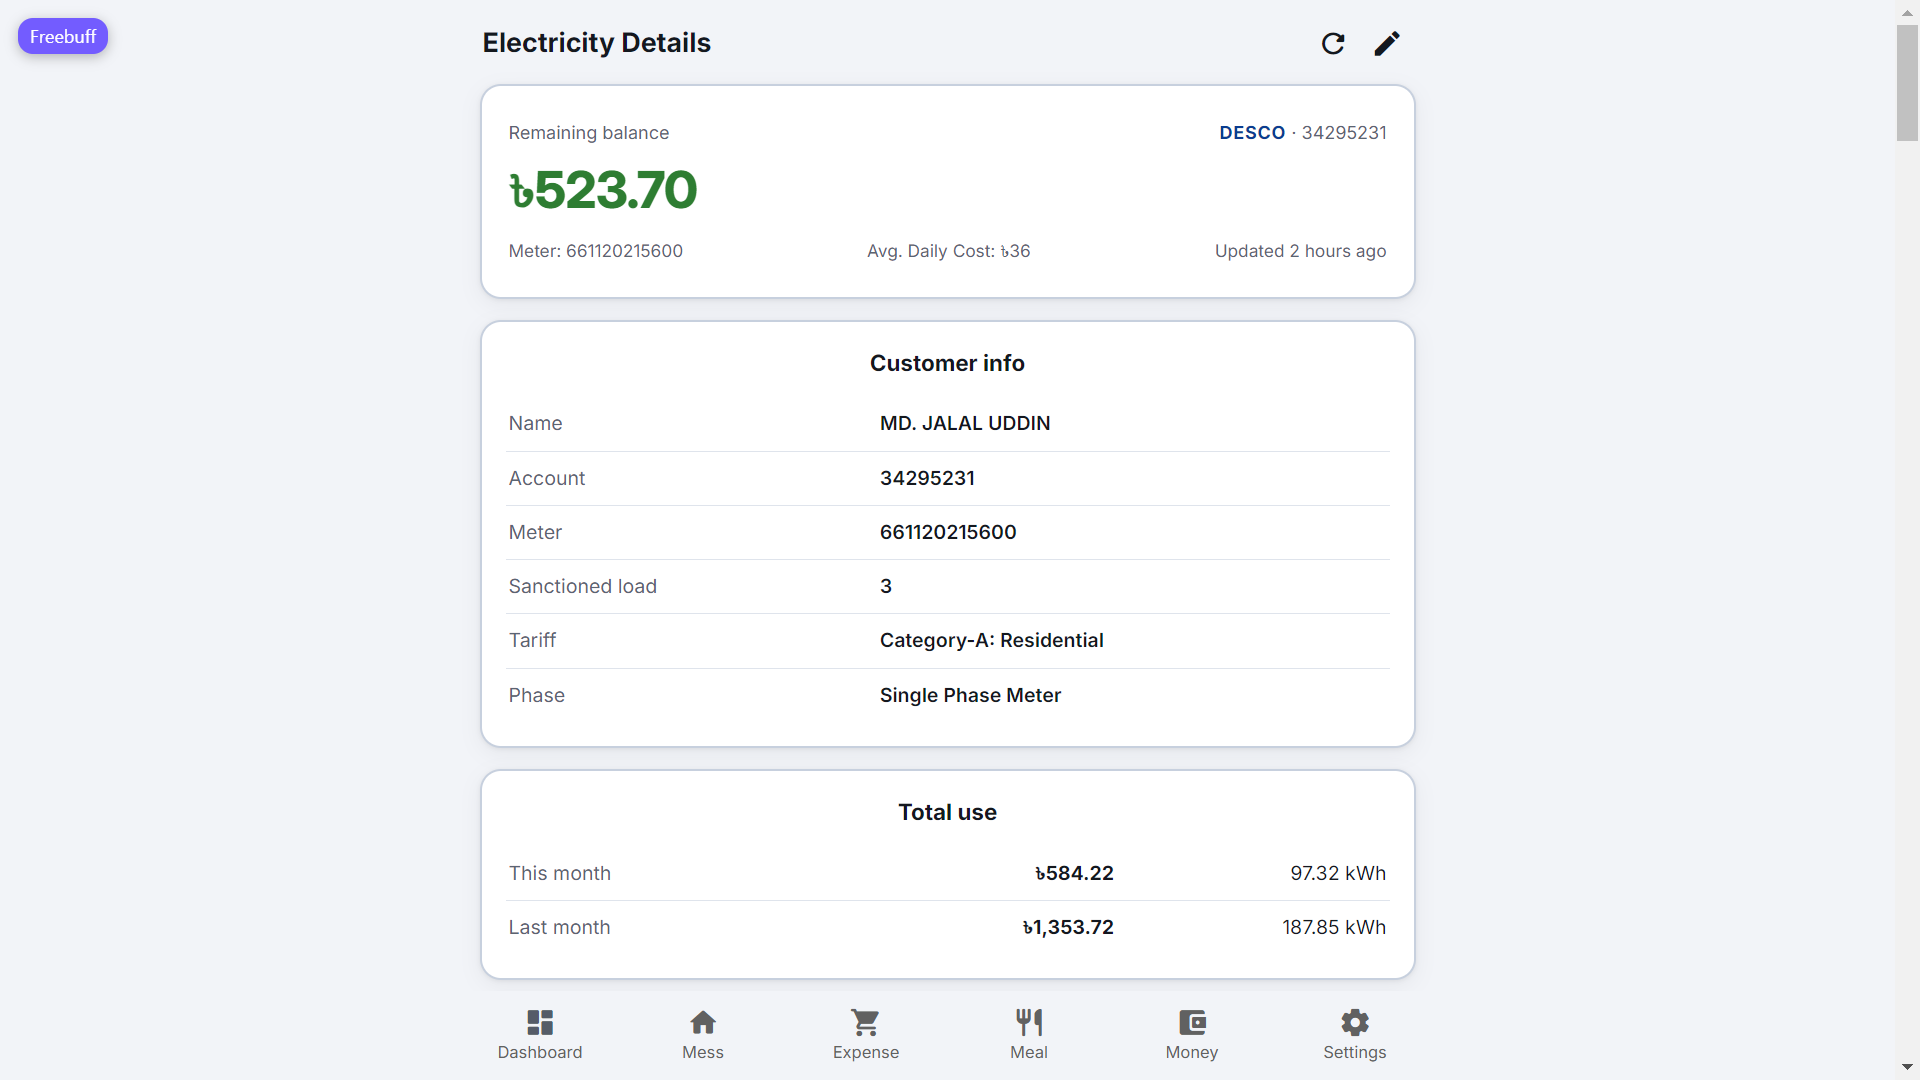 Freebuff
Electricity Details
Remaining balance
DESCO · 34295231
৳523.70
Meter: 661120215600
Avg. Daily Cost: ৳36
Updated 2 hours ago
Customer info
Name MD. JALAL UDDIN
Account 34295231
Meter 661120215600
Sanctioned load 3
Tariff Category-A: Residential
Phase Single Phase Meter
Total use
This month ৳584.22 97.32 kWh
Last month ৳1,353.72 187.85 kWh
Dashboard Mess Expense Meal Money Settings